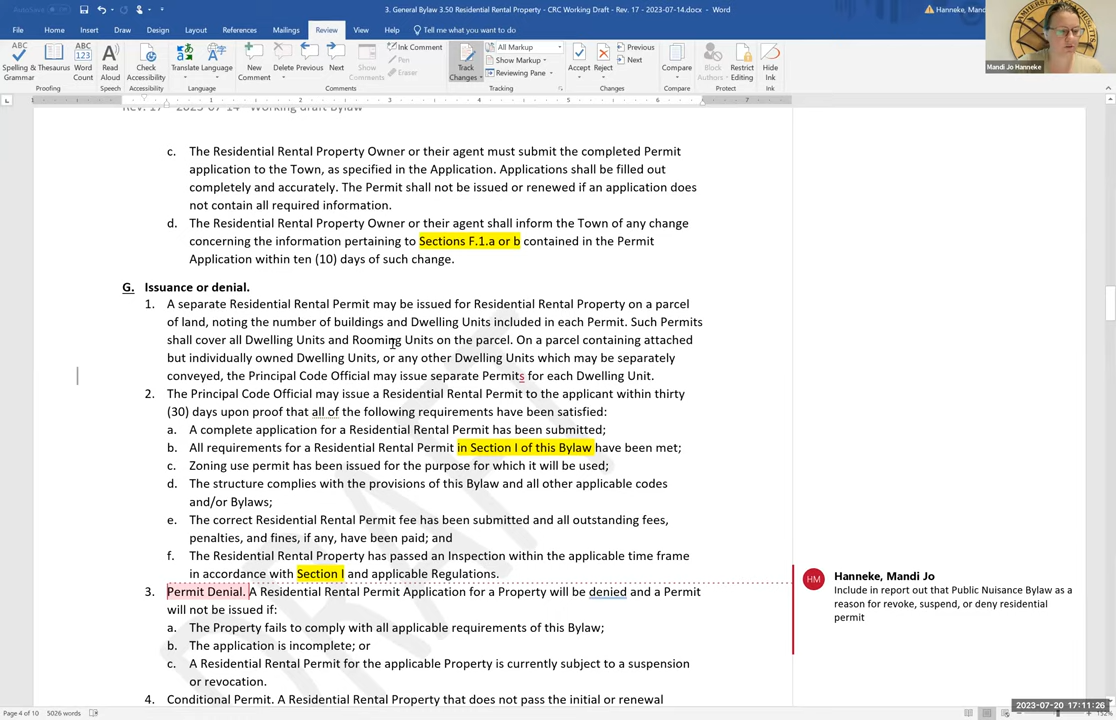 AutoSave
3. General Bylaw 3.50 Residential Rental Property - CRC Working Draft - Rev. 17 - 2023-07-14.docx - Word
Hanneke, Mand
File Home Insert Draw Design Layout References Mailings Review View Help Tell me what you want to do
Spelling & Grammar
Thesaurus
Word Count
Read Aloud
Check Accessibility
Translate
Language
New Comment
Delete
Previous
Next
Show Comments
Ink Comment
Pen
Eraser
Track Changes
All Markup
Show Markup
Reviewing Pane
Accept
Reject
Previous
Next
Compare
Block Authors
Restrict Editing
Hide Ink
Proofing Speech Accessibility Language Comments Tracking Changes Compare Protect Ink
Mandi Jo Hanneke
1 1 2 3 4 5 6 7
Rev. 17 - 2023-07-14 - Working draft Bylaw
c. The Residential Rental Property Owner or their agent must submit the completed Permit
application to the Town, as specified in the Application. Applications shall be filled out
completely and accurately. The Permit shall not be issued or renewed if an application does
not contain all required information.
d. The Residential Rental Property Owner or their agent shall inform the Town of any change
concerning the information pertaining to Sections F.1.a or b contained in the Permit
Application within ten (10) days of such change.
G. Issuance or denial.
1. A separate Residential Rental Permit may be issued for Residential Rental Property on a parcel
of land, noting the number of buildings and Dwelling Units included in each Permit. Such Permits
shall cover all Dwelling Units and Rooming Units on the parcel. On a parcel containing attached
but individually owned Dwelling Units, or any other Dwelling Units which may be separately
conveyed, the Principal Code Official may issue separate Permits for each Dwelling Unit.
2. The Principal Code Official may issue a Residential Rental Permit to the applicant within thirty
(30) days upon proof that all of the following requirements have been satisfied:
a. A complete application for a Residential Rental Permit has been submitted;
b. All requirements for a Residential Rental Permit in Section I of this Bylaw have been met;
c. Zoning use permit has been issued for the purpose for which it will be used;
d. The structure complies with the provisions of this Bylaw and all other applicable codes
and/or Bylaws;
e. The correct Residential Rental Permit fee has been submitted and all outstanding fees,
penalties, and fines, if any, have been paid; and
f. The Residential Rental Property has passed an Inspection within the applicable time frame
in accordance with Section I and applicable Regulations.
3. Permit Denial. A Residential Rental Permit Application for a Property will be denied and a Permit
will not be issued if:
a. The Property fails to comply with all applicable requirements of this Bylaw;
b. The application is incomplete; or
c. A Residential Rental Permit for the applicable Property is currently subject to a suspension
or revocation.
4. Conditional Permit. A Residential Rental Property that does not pass the initial or renewal
DRAFT
HM
Hanneke, Mandi Jo
Include in report out that Public Nuisance Bylaw as a
reason for revoke, suspend, or deny residential
permit
Page 4 of 10 5026 words
2023-07-20 17:11:26